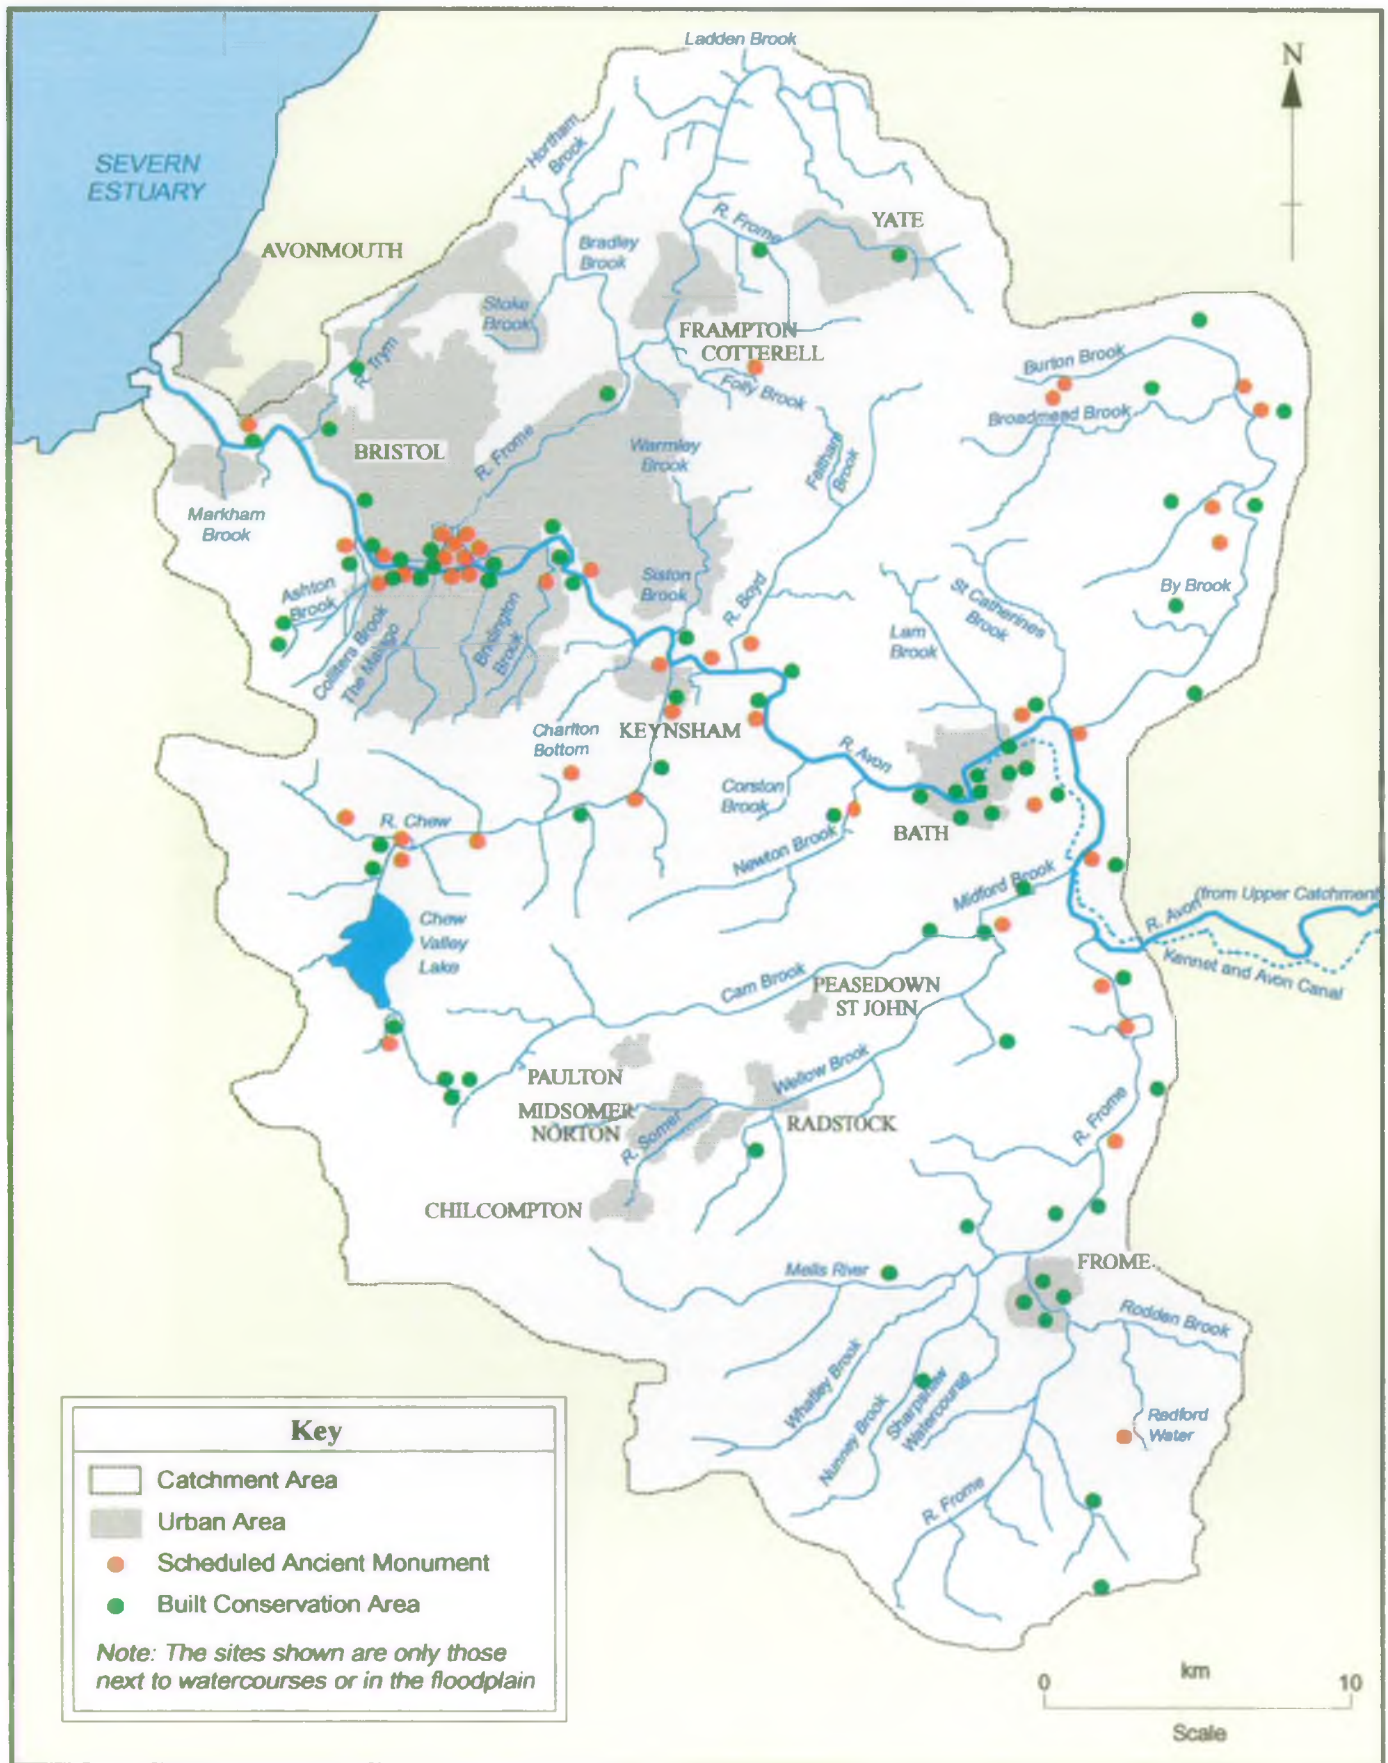 Ladden Brook
N
SEVERN
ESTUARY
Hortham
Brook
YATE
R. Frome
AVONMOUTH
Bradley
Brook
Stoke
Brook
FRAMPTON
COTTERELL
R. Trym
Burton Brook
Folly Brook
Broadmead Brook
BRISTOL
R. Frome
Warmley
Brook
Feltham
Brook
Markham
Brook
Ashton
Brook
Siston
Brook
R. Boyd
By Brook
St Catherines
Brook
Lam
Brook
Colliters Brook
The Malago
Brislington
Brook
Charlton
Bottom
KEYNSHAM
R. Avon
Corston
Brook
R. Chew
BATH
Newton Brook
Midford Brook
(from Upper Catchment)
R. Avon
Chew
Valley
Lake
Kennet and Avon Canal
Cam Brook
PEASEDOWN
ST JOHN
PAULTON
Wellow Brook
MIDSOMER
NORTON
R. Somer
RADSTOCK
R. Frome
CHILCOMPTON
Mells River
FROME
Rodden Brook
Whatley Brook
Nunney Brook
Sharpshaw
Watercourse
Redford
Water
R. Frome
Key
Catchment Area
Urban Area
Scheduled Ancient Monument
Built Conservation Area
Note: The sites shown are only those
next to watercourses or in the floodplain
km
0 10
Scale